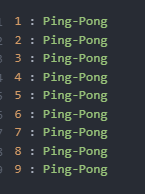 1 : Ping-Pong
2 : Ping-Pong
3 : Ping-Pong
4 : Ping-Pong
5 : Ping-Pong
6 : Ping-Pong
7 : Ping-Pong
8 : Ping-Pong
9 : Ping-Pong